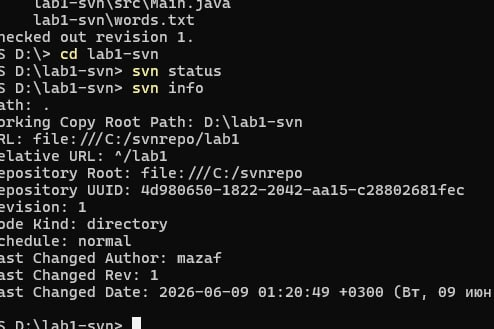 lab1-svn\src\Main.java
lab1-svn\words.txt
hecked out revision 1.
S D:\> cd lab1-svn
S D:\lab1-svn> svn status
S D:\lab1-svn> svn info
ath: .
orking Copy Root Path: D:\lab1-svn
RL: file:///C:/svnrepo/lab1
elative URL: ^/lab1
epository Root: file:///C:/svnrepo
epository UUID: 4d980650-1822-2042-aa15-c28802681fec
evision: 1
ode Kind: directory
chedule: normal
ast Changed Author: mazaf
ast Changed Rev: 1
ast Changed Date: 2026-06-09 01:20:49 +0300 (Вт, 09 июн
S D:\lab1-svn>